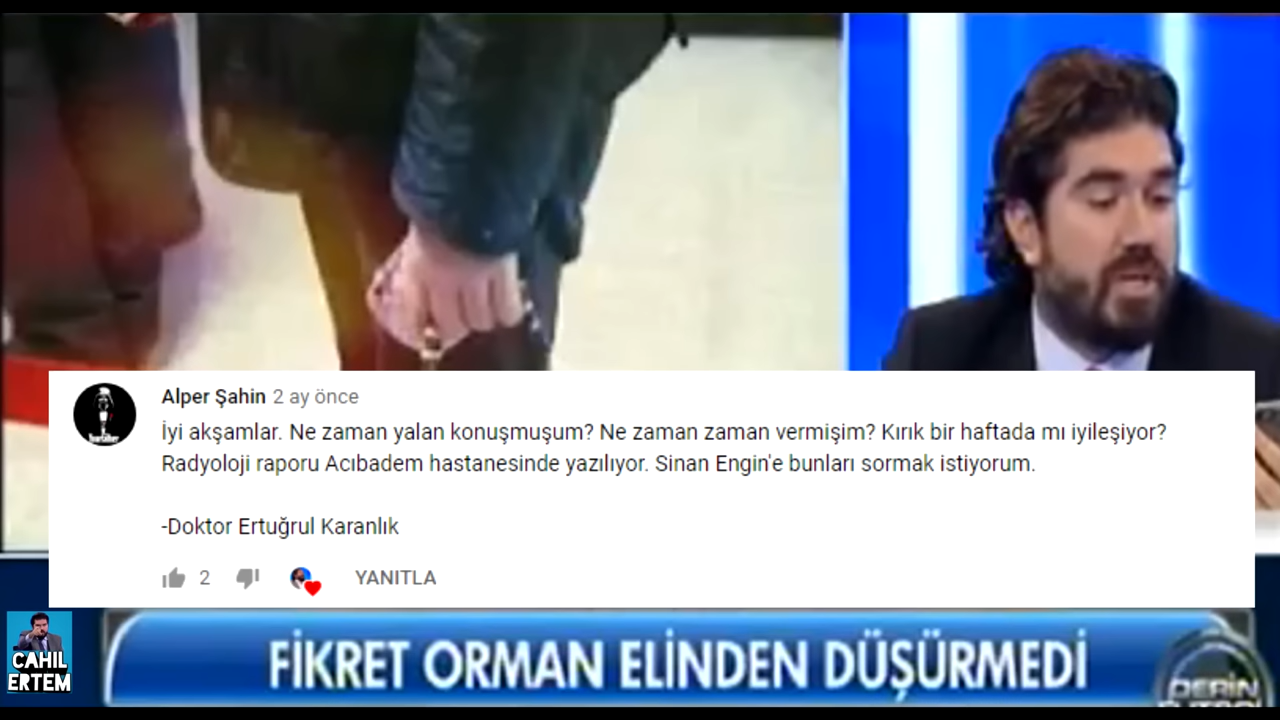 Alper Şahin 2 ay önce
İyi akşamlar. Ne zaman yalan konuşmuşum? Ne zaman zaman vermişim? Kırık bir haftada mı iyileşiyor?
Radyoloji raporu Acıbadem hastanesinde yazılıyor. Sinan Engin'e bunları sormak istiyorum.
-Doktor Ertuğrul Karanlık
2 YANITLA
CAHIL
ERTEM
FİKRET ORMAN ELİNDEN DÜŞÜRMEDİ
DERİN